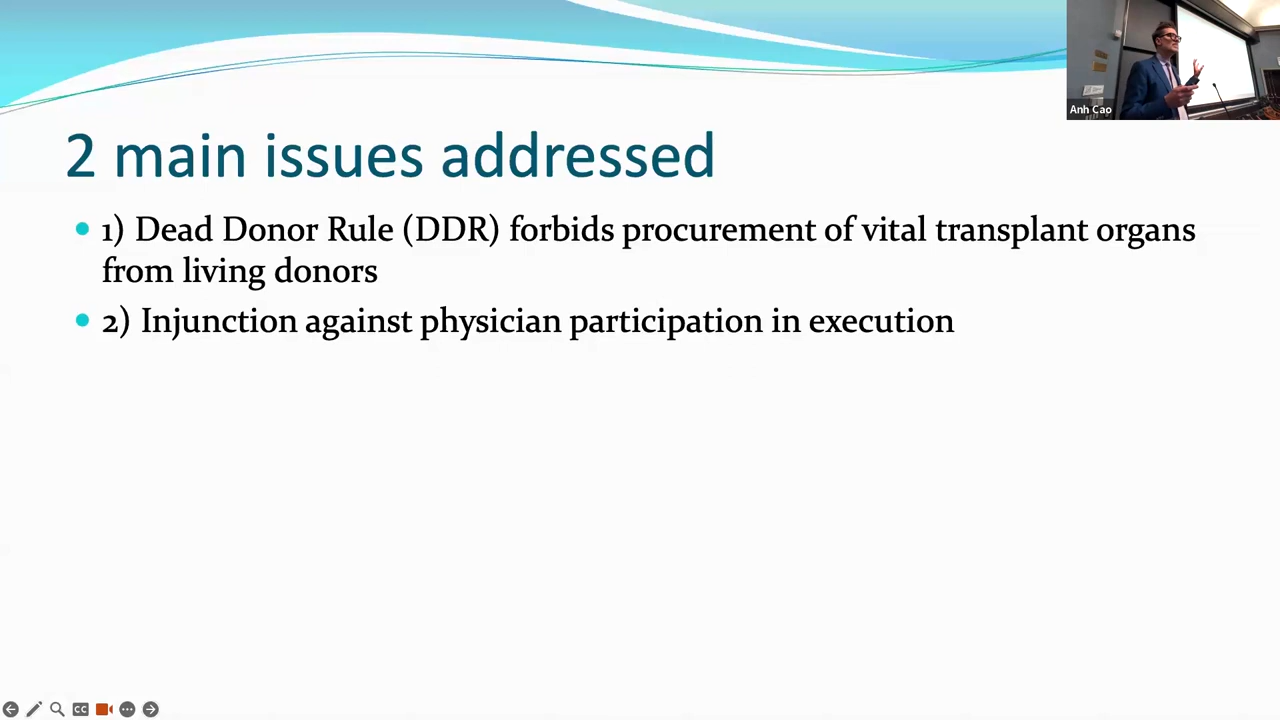 Anh Cao
2 main issues addressed
1) Dead Donor Rule (DDR) forbids procurement of vital transplant organs
from living donors
2) Injunction against physician participation in execution
CC